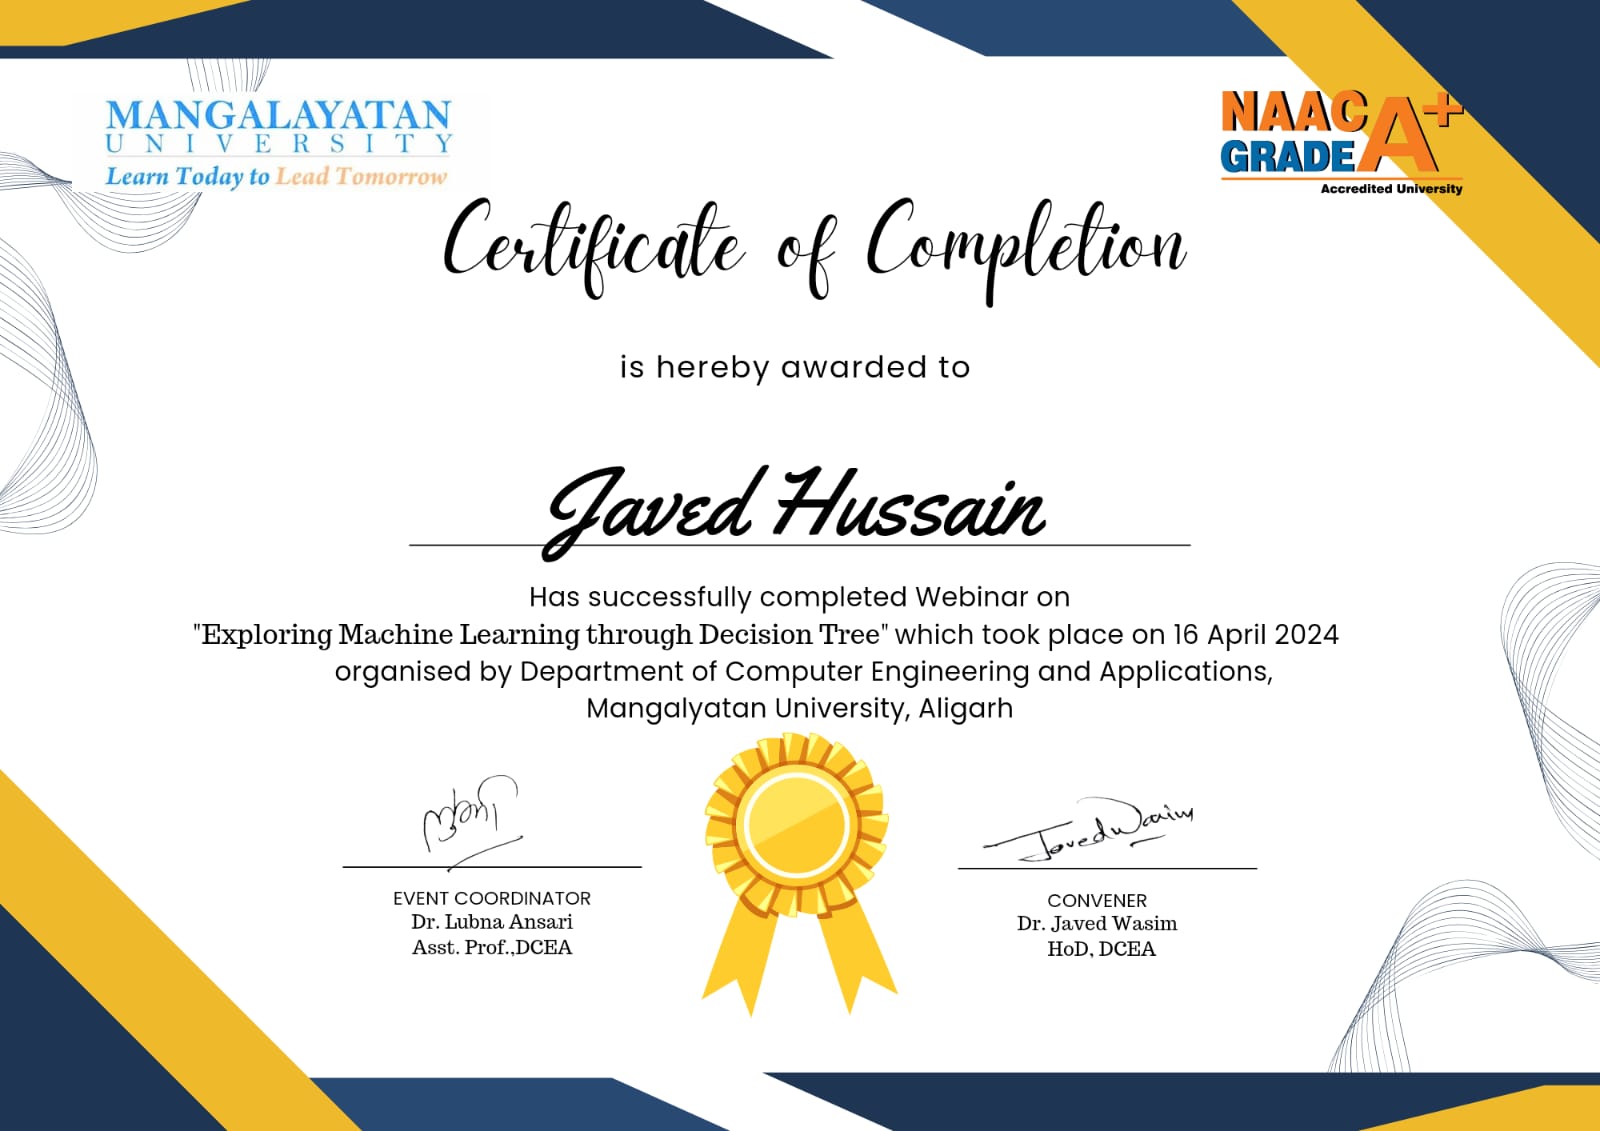 MANGALAYATAN
UNIVERSITY
Learn Today to Lead Tomorrow
NAAC A+
GRADE
Accredited University
Certificate of Completion
is hereby awarded to
Javed Hussain
Has successfully completed Webinar on
"Exploring Machine Learning through Decision Tree" which took place on 16 April 2024
organised by Department of Computer Engineering and Applications,
Mangalyatan University, Aligarh
Javed Wasim
EVENT COORDINATOR
Dr. Lubna Ansari
Asst. Prof.,DCEA
CONVENER
Dr. Javed Wasim
HoD, DCEA